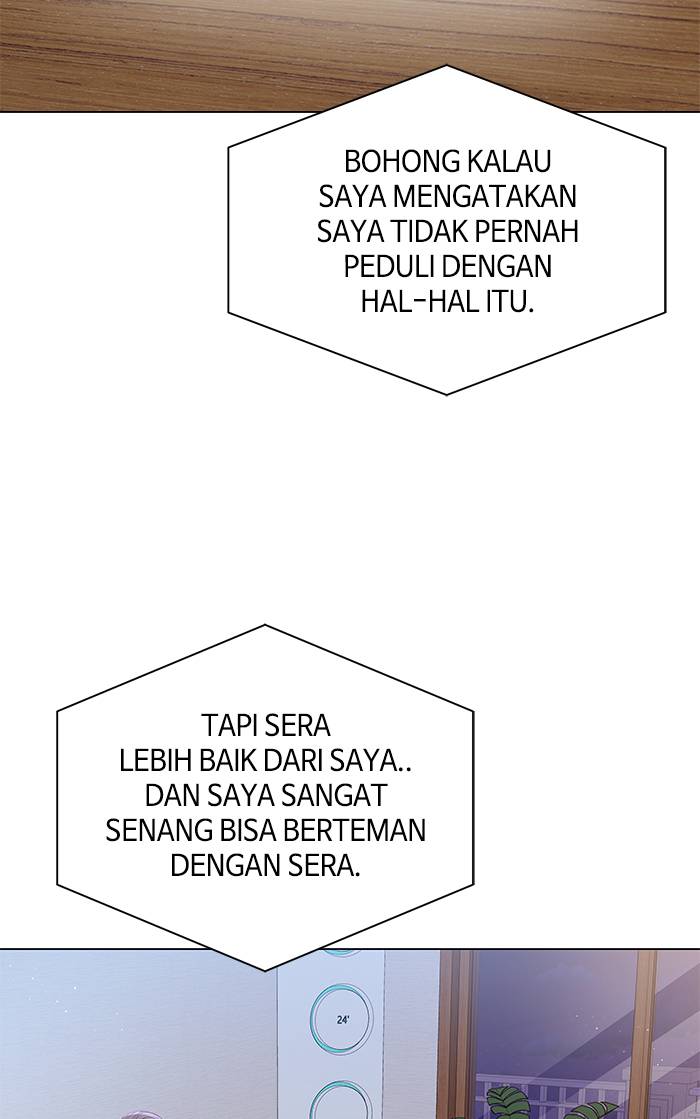 BOHONG KALAU
SAYA MENGATAKAN
SAYA TIDAK PERNAH
PEDULI DENGAN
HAL-HAL ITU.
TAPI SERA
LEBIH BAIK DARI SAYA..
DAN SAYA SANGAT
SENANG BISA BERTEMAN
DENGAN SERA.
24'